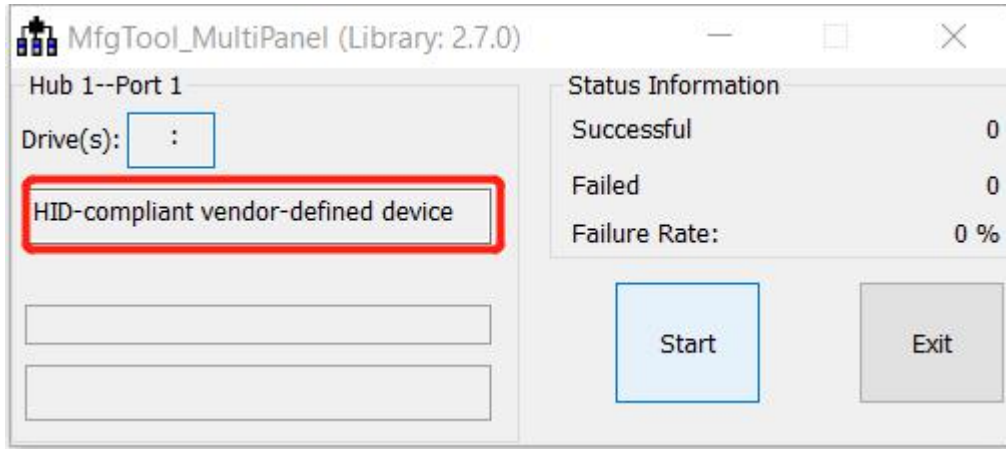 MfgTool_MultiPanel (Library: 2.7.0)
Hub 1--Port 1
Drive(s): :
HID-compliant vendor-defined device
Status Information
Successful 0
Failed 0
Failure Rate: 0 %
Start
Exit